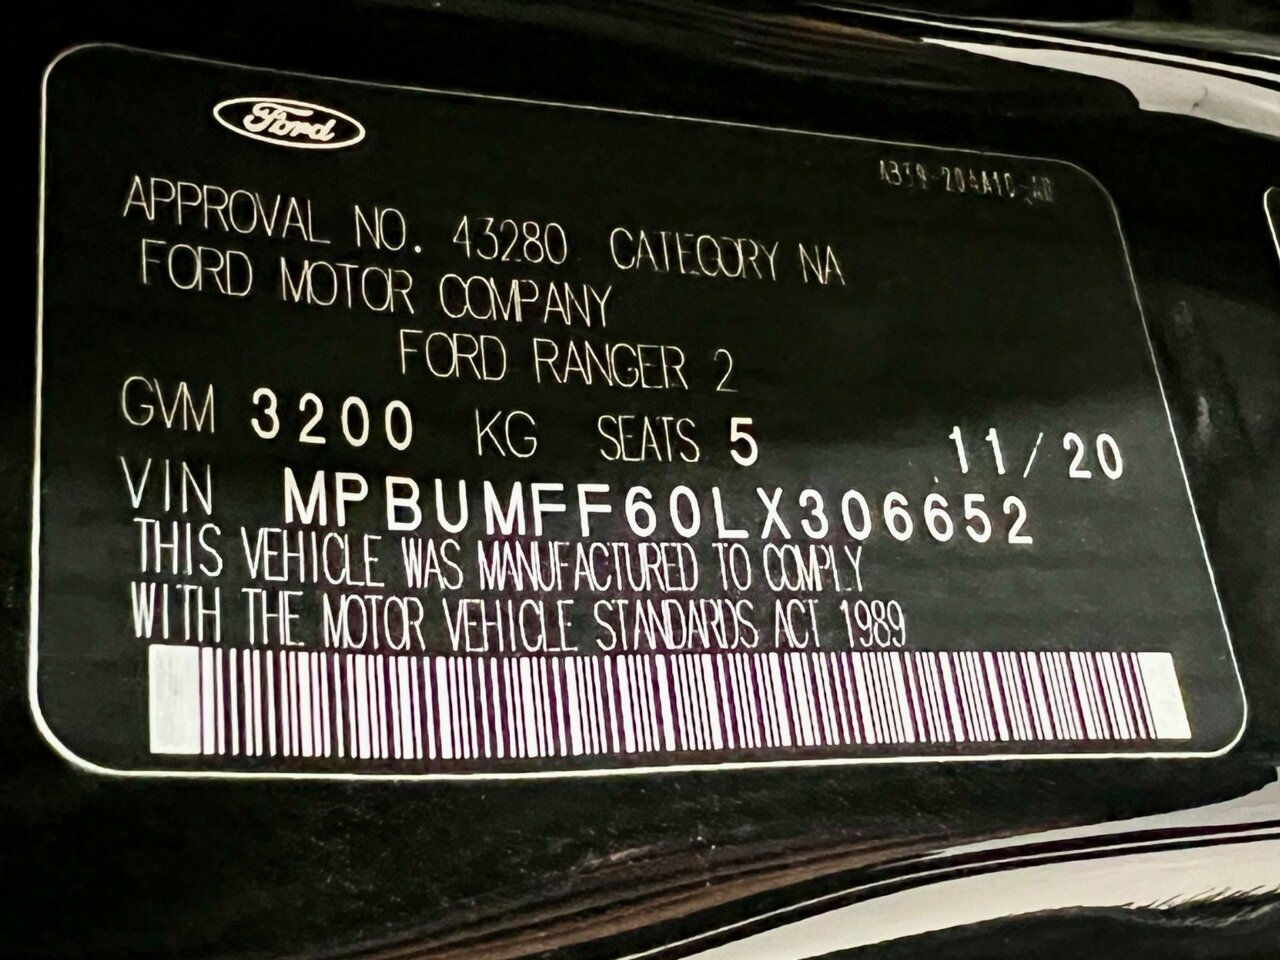 Ford
APPROVAL NO. 43280 CATEGORY NA
FORD MOTOR COMPANY
FORD RANGER 2
GVM 3200 KG SEATS 5 11/20
VIN MPBUMFF60LX306652
THIS VEHICLE WAS MANUFACTURED TO COMPLY
WITH THE MOTOR VEHICLE STANDARDS ACT 1989